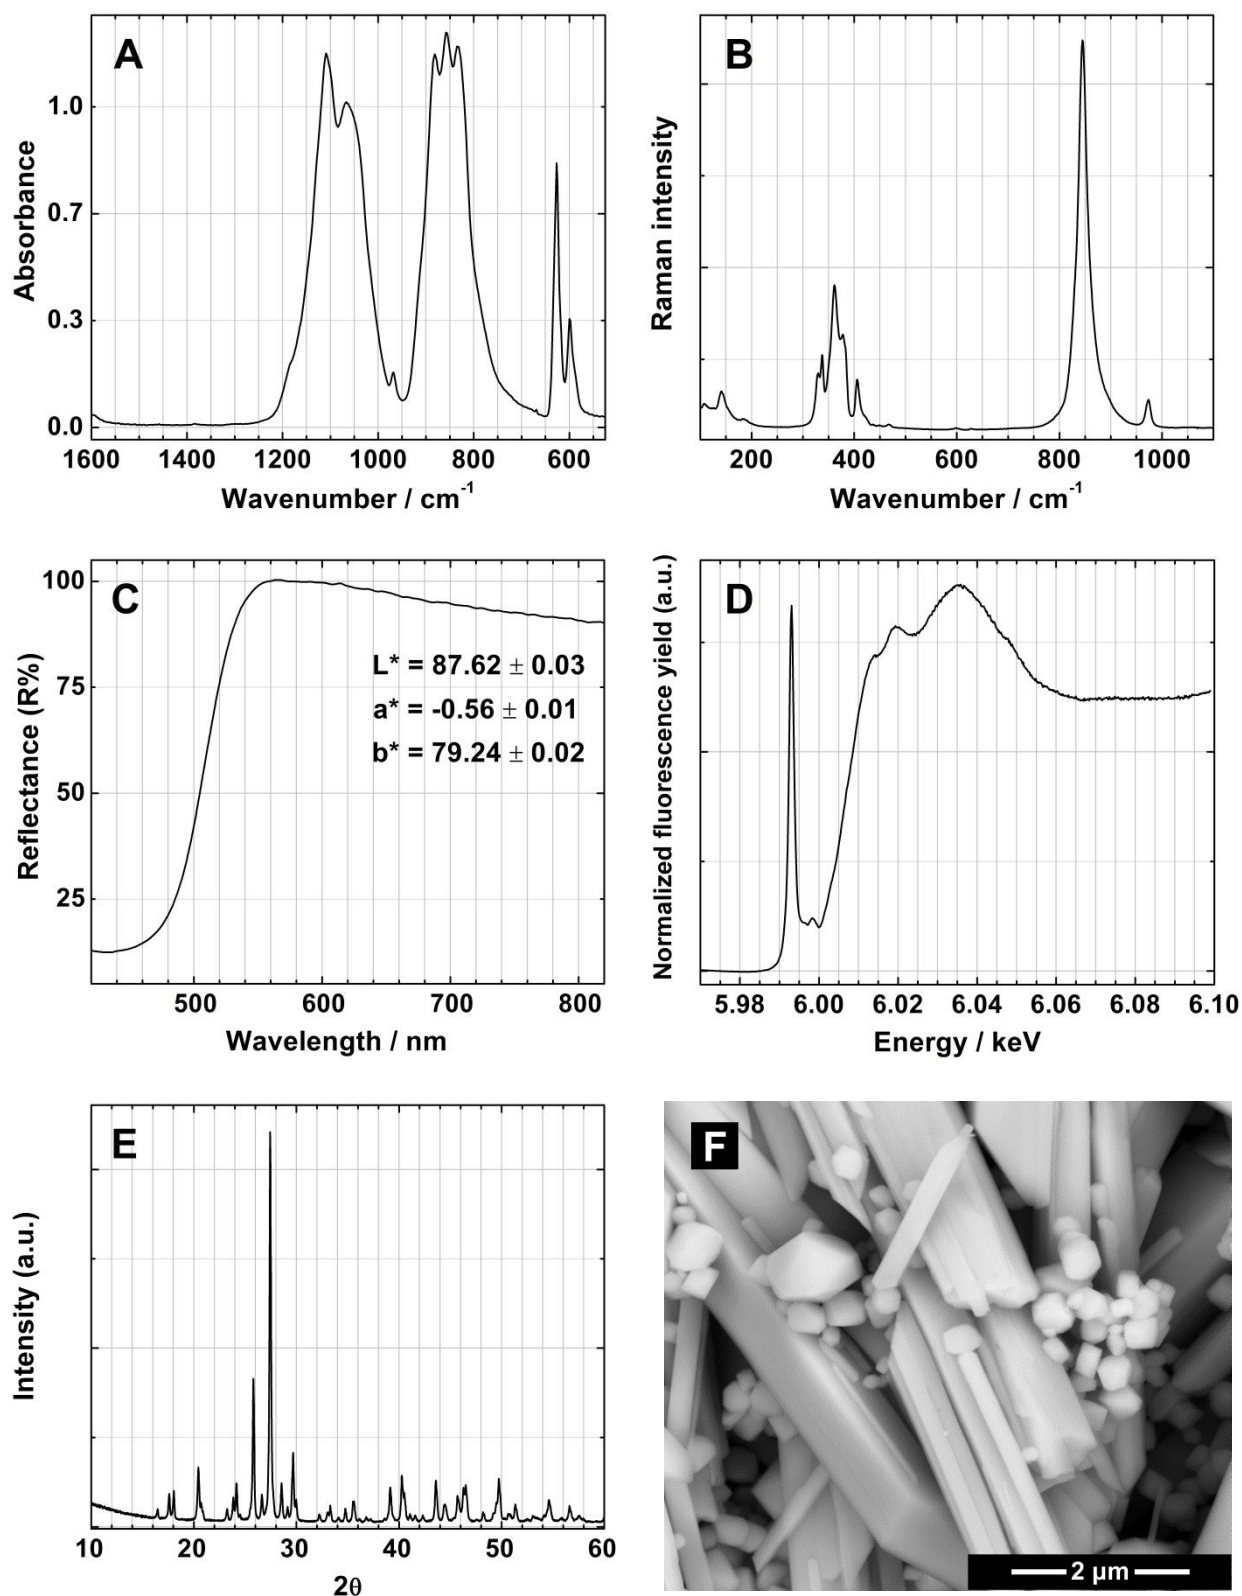 A
Absorbance
1.0
0.7
0.3
0.0
1600 1400 1200 1000 800 600
Wavenumber / cm⁻¹
B
Raman intensity
200 400 600 800 1000
Wavenumber / cm⁻¹
C
Reflectance (R%)
100
75
50
25
L* = 87.62 ± 0.03
a* = -0.56 ± 0.01
b* = 79.24 ± 0.02
500 600 700 800
Wavelength / nm
D
Normalized fluorescence yield (a.u.)
5.98 6.00 6.02 6.04 6.06 6.08 6.10
Energy / keV
E
Intensity (a.u.)
10 20 30 40 50 60
2θ
F
2 µm